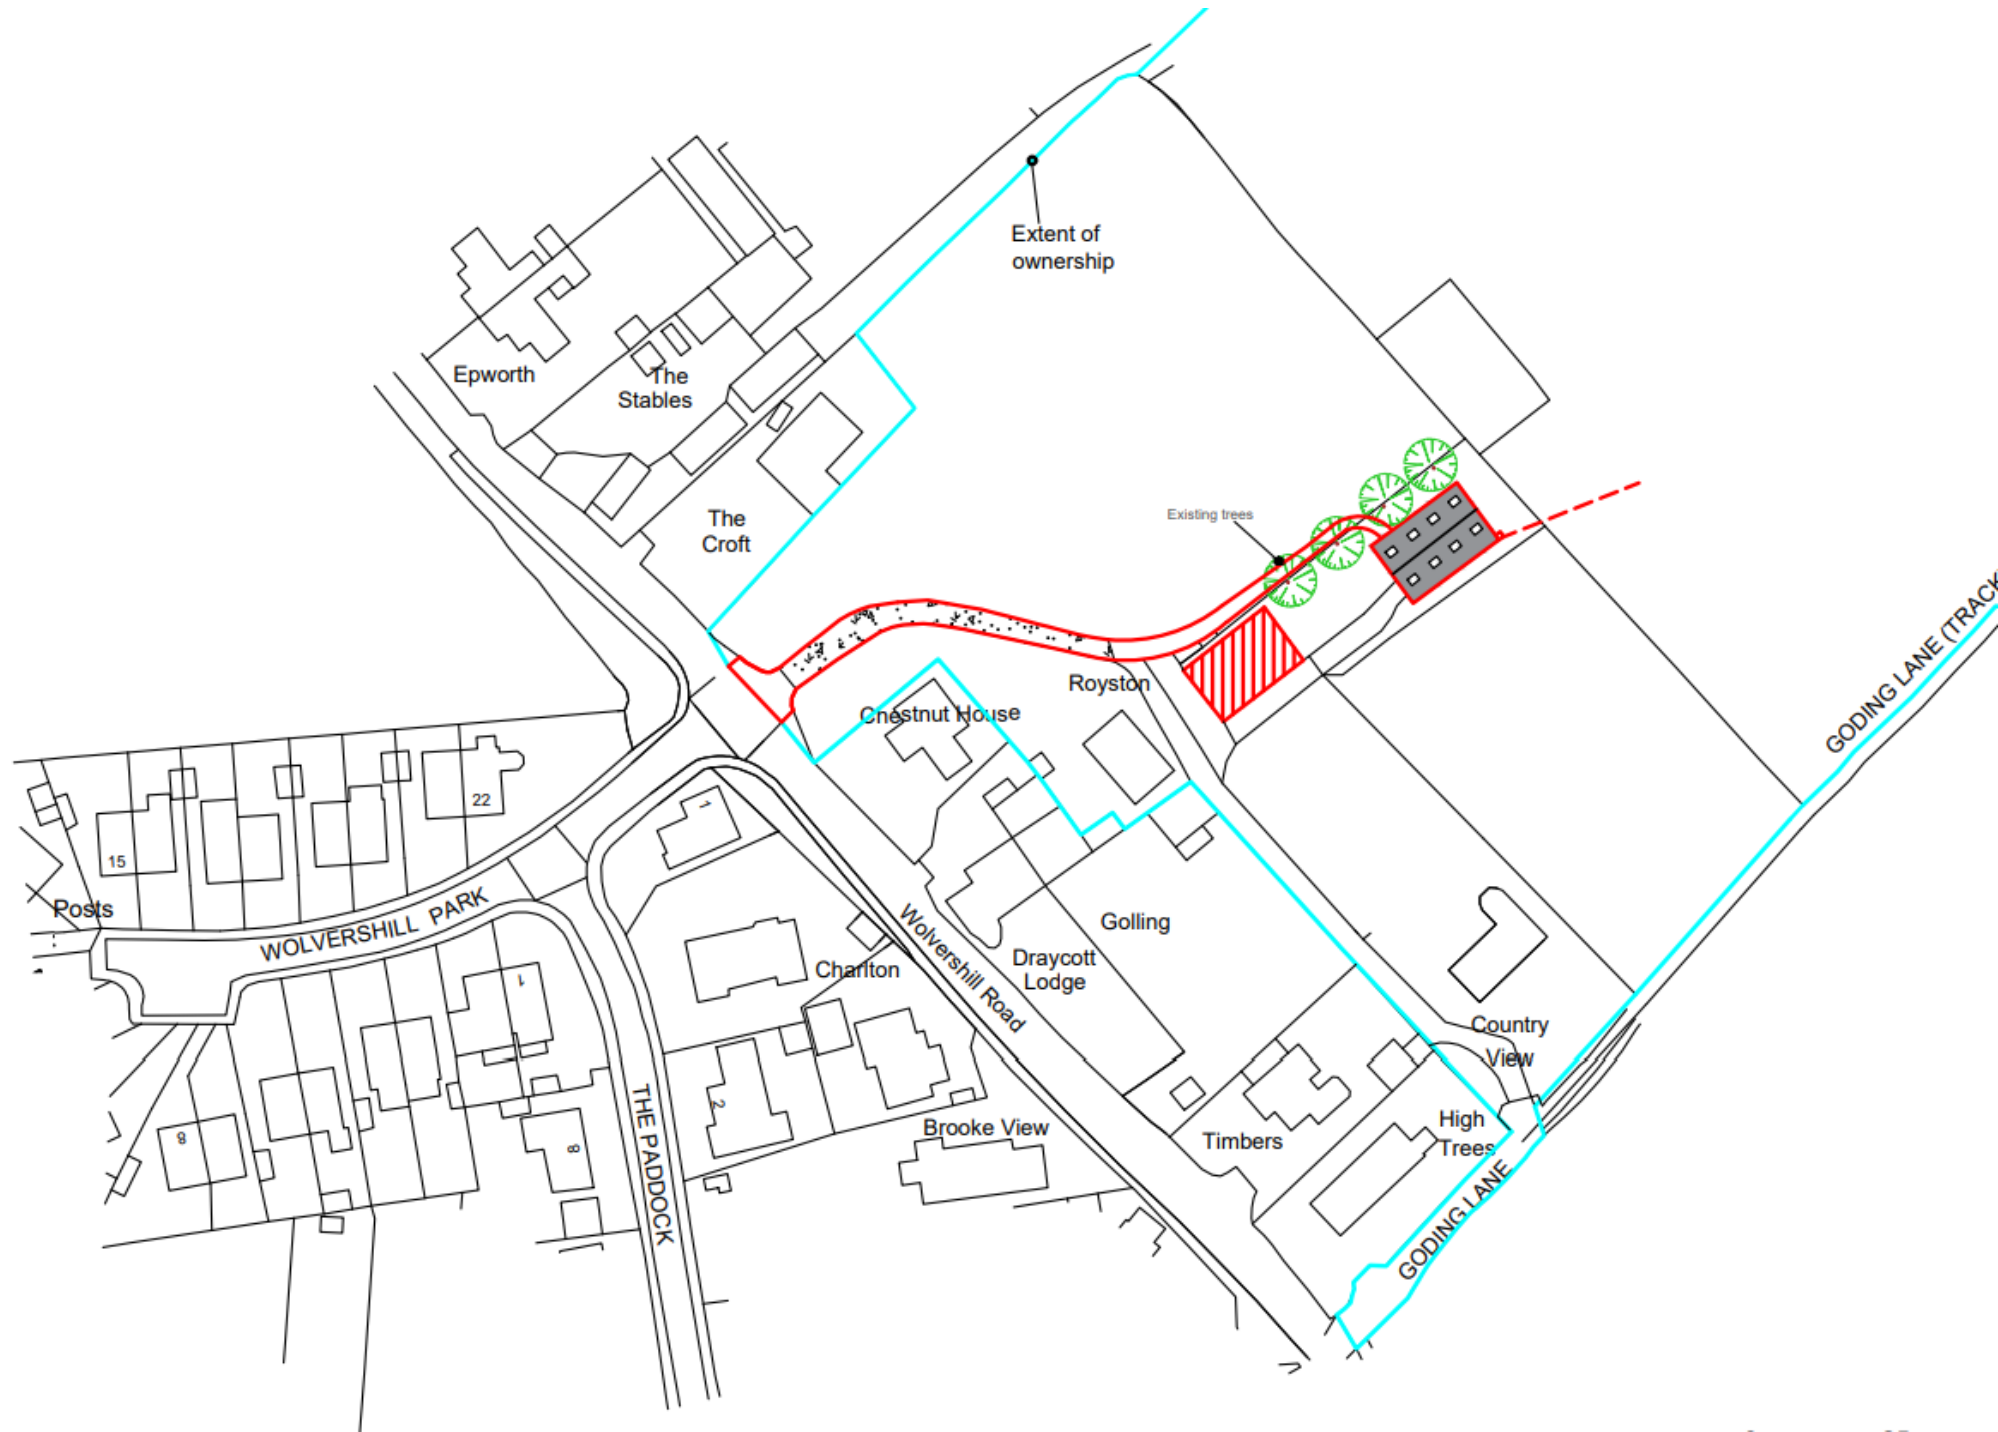 Extent of
ownership
Epworth
The
Stables
The
Croft
Existing trees
Royston
Chestnut House
GODING LANE (TRACK)
22
15
1
Posts
WOLVERSHILL PARK
Wolvershill Road
Golling
Draycott
Lodge
Charlton
1
Country
View
2
THE PADDOCK
8
8
Brooke View
Timbers
High
Trees
GODING LANE